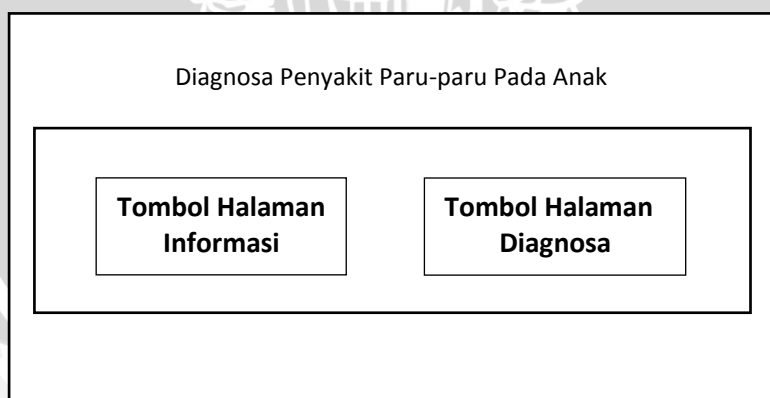 Diagnosa Penyakit Paru-paru Pada Anak
Tombol Halaman
Informasi
Tombol Halaman
Diagnosa